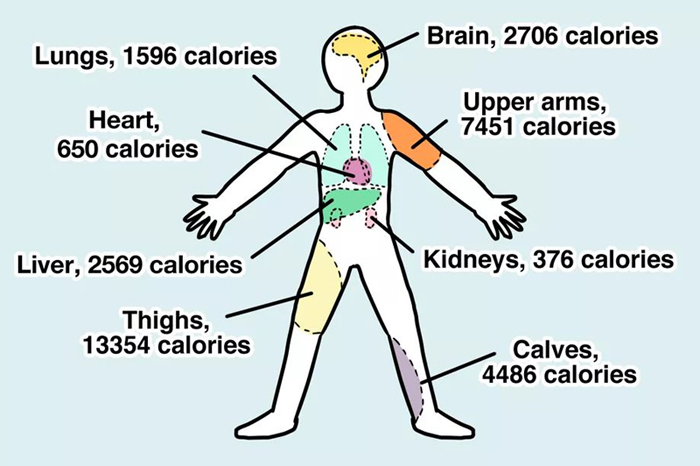 Brain, 2706 calories
Lungs, 1596 calories
Upper arms,
7451 calories
Heart,
650 calories
Liver, 2569 calories
Kidneys, 376 calories
Thighs,
13354 calories
Calves,
4486 calories